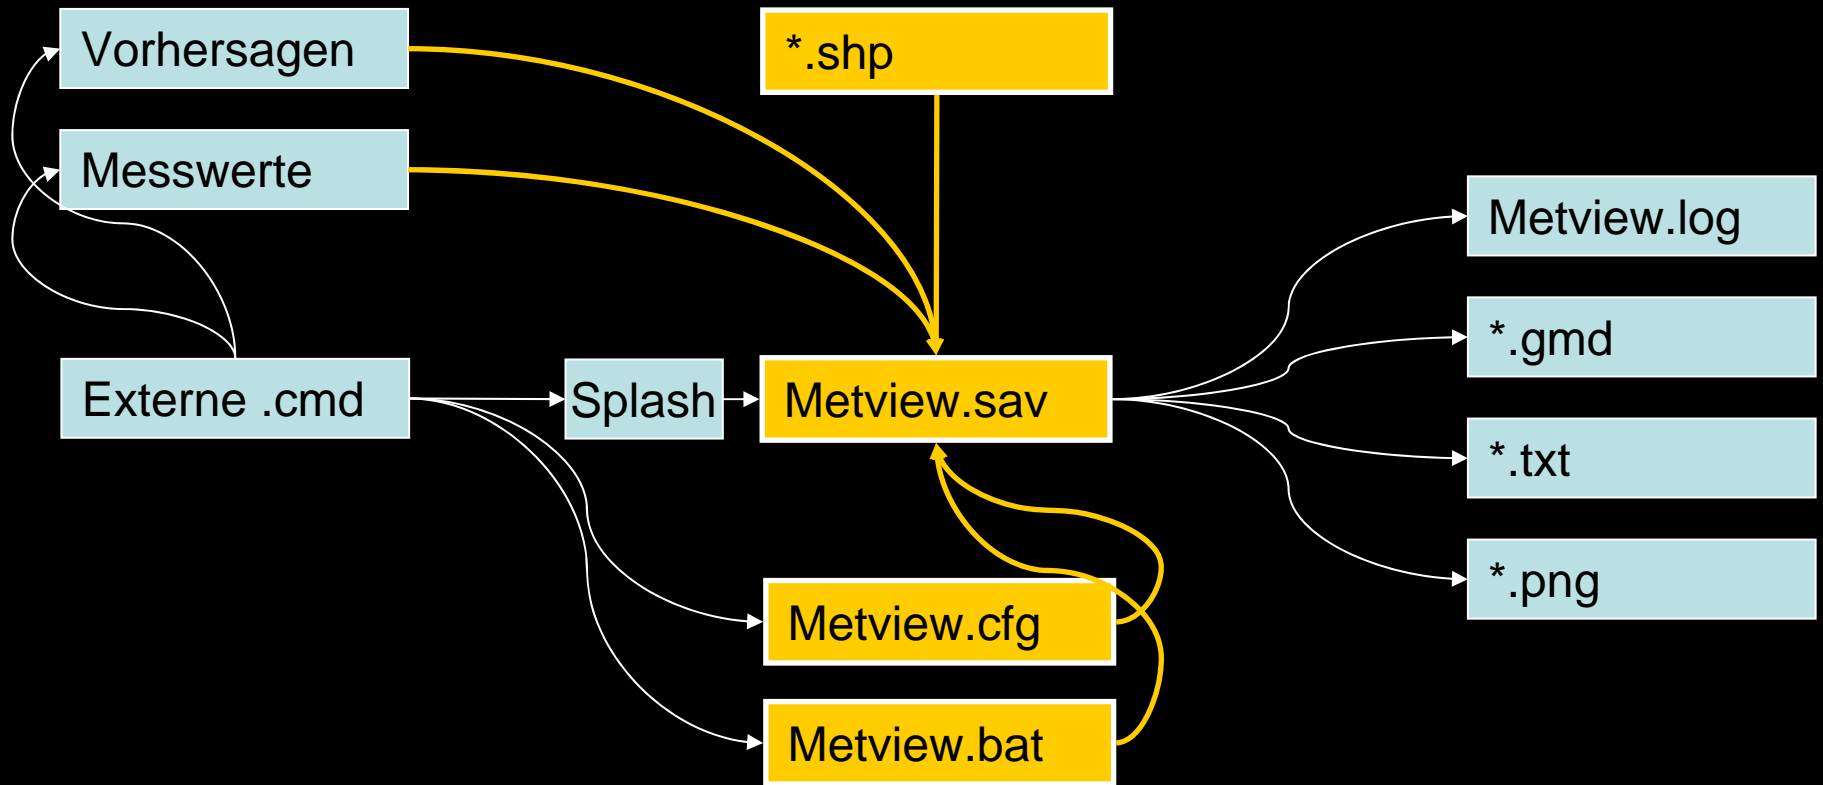 Vorhersagen
*.shp
Messwerte
Metview.log
*.gmd
Externe .cmd
Splash
Metview.sav
*.txt
*.png
Metview.cfg
Metview.bat